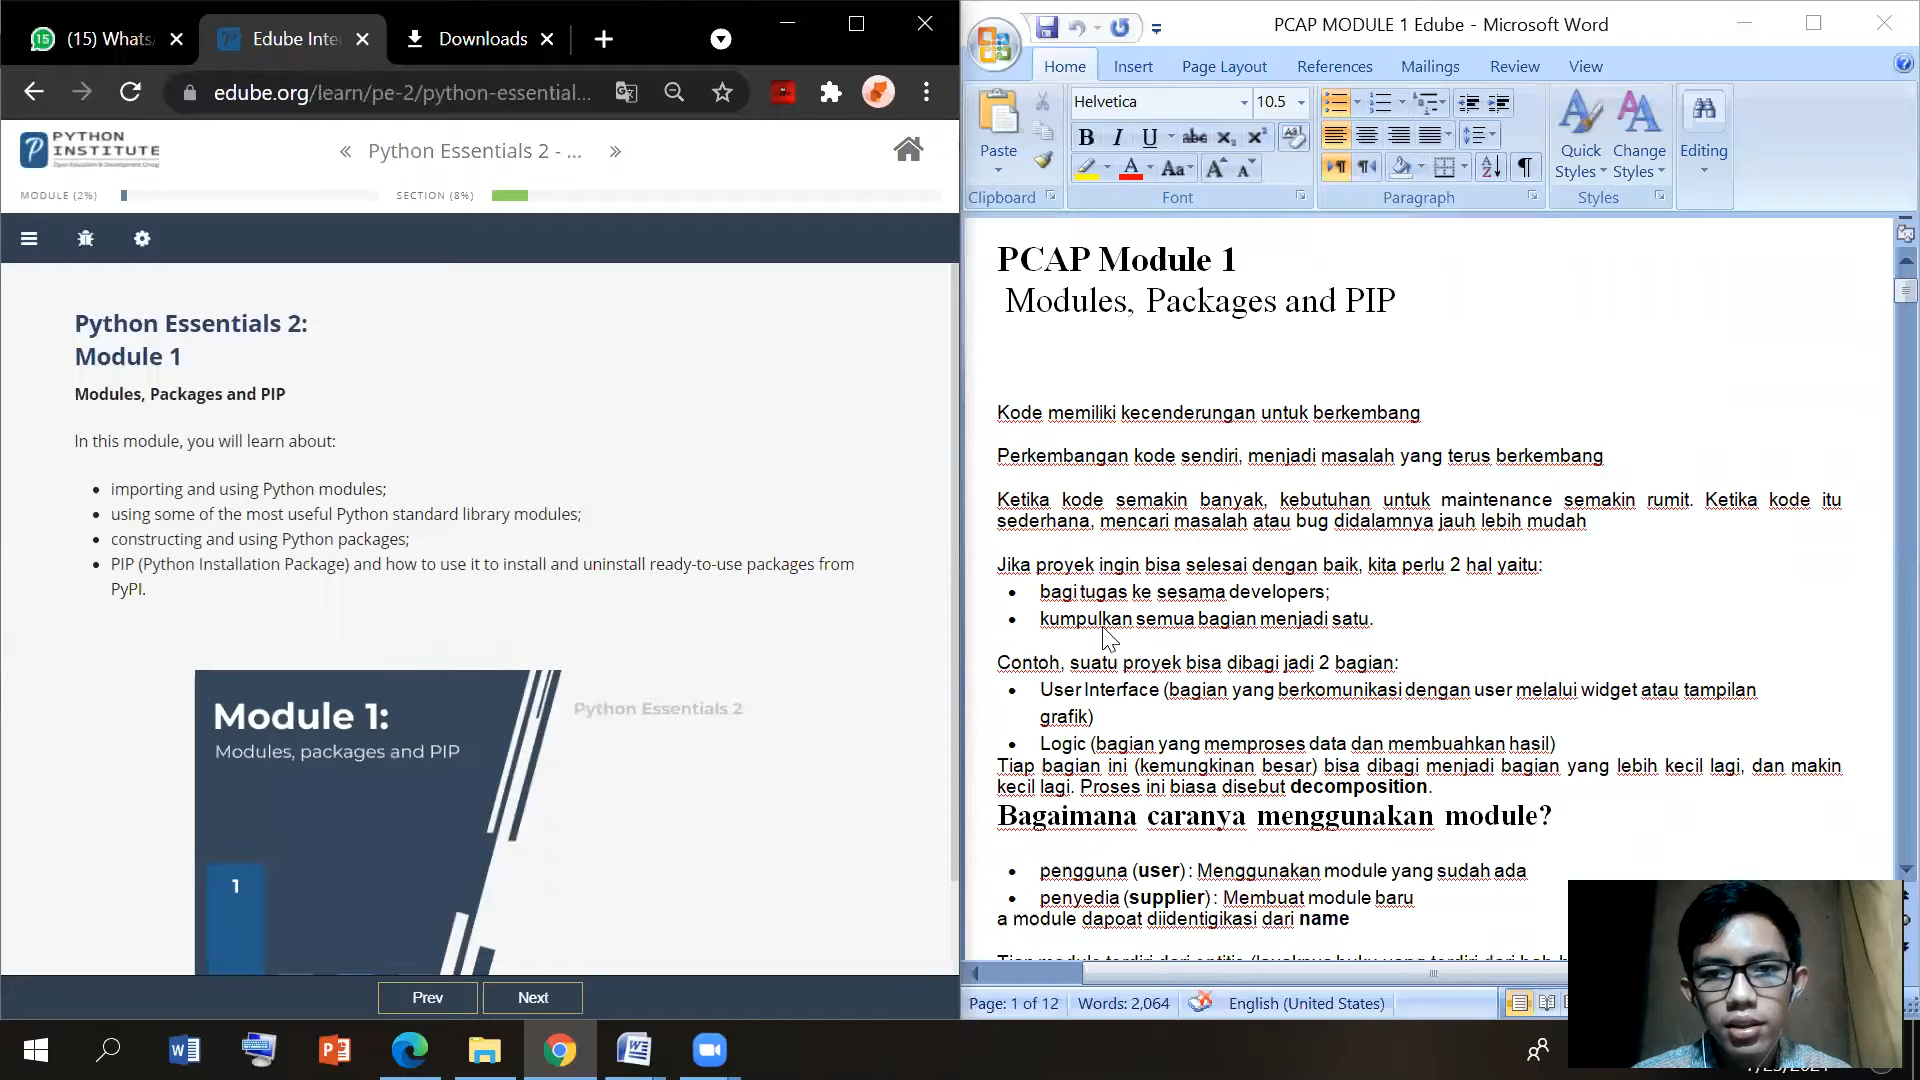 (15) Whats
Edube Inte
Downloads
edube.org/learn/pe-2/python-essential...
PYTHON
INSTITUTE
Open Education & Development Group
« Python Essentials 2 - ... »
MODULE (2%)
SECTION (8%)
Python Essentials 2:
Module 1
Modules, Packages and PIP
In this module, you will learn about:
• importing and using Python modules;
• using some of the most useful Python standard library modules;
• constructing and using Python packages;
• PIP (Python Installation Package) and how to use it to install and uninstall ready-to-use packages from
PyPI.
Module 1:
Modules, packages and PIP
Python Essentials 2
1
Prev
Next
PCAP MODULE 1 Edube - Microsoft Word
Home Insert Page Layout References Mailings Review View
Helvetica 10.5
Paste
Quick
Styles
Change
Styles
Editing
Clipboard Font Paragraph Styles
PCAP Module 1
Modules, Packages and PIP
Kode memiliki kecenderungan untuk berkembang
Perkembangan kode sendiri, menjadi masalah yang terus berkembang
Ketika kode semakin banyak, kebutuhan untuk maintenance semakin rumit. Ketika kode itu
sederhana, mencari masalah atau bug didalamnya jauh lebih mudah
Jika proyek ingin bisa selesai dengan baik, kita perlu 2 hal yaitu:
• bagi tugas ke sesama developers;
• kumpulkan semua bagian menjadi satu.
Contoh, suatu proyek bisa dibagi jadi 2 bagian:
• User Interface (bagian yang berkomunikasi dengan user melalui widget atau tampilan
grafik)
• Logic (bagian yang memproses data dan membuahkan hasil)
Tiap bagian ini (kemungkinan besar) bisa dibagi menjadi bagian yang lebih kecil lagi, dan makin
kecil lagi. Proses ini biasa disebut decomposition.
Bagaimana caranya menggunakan module?
• pengguna (user) : Menggunakan module yang sudah ada
• penyedia (supplier) : Membuat module baru
a module dapoat diidentigikasi dari name
Page: 1 of 12
Words: 2,064
English (United States)